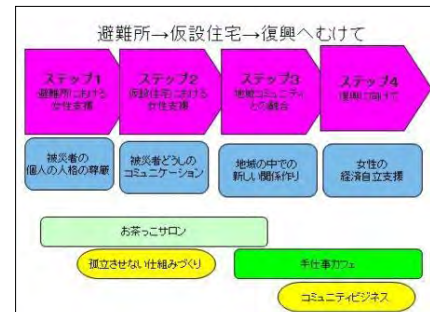 避難所→仮設住宅→復興へむけて
ステップ1
避難所における
女性支援
ステップ2
仮設住宅における
女性支援
ステップ3
地域コミュニティ
との融合
ステップ4
復興に向けて
被災者の
個人の人格の尊厳
被災者どうしの
コミュニケーション
地域の中での
新しい関係作り
女性の
経済自立支援
お茶っこサロン
孤立させない仕組みづくり
手仕事カフェ
コミュニティビジネス